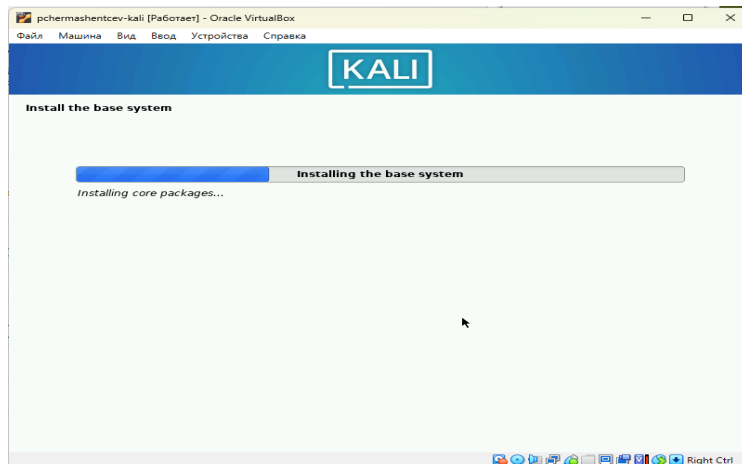 pchermashentcev-kali [Работает] - Oracle VirtualBox
Файл Машина Вид Ввод Устройства Справка
KALI
Install the base system
Installing the base system
Installing core packages...
Right Ctrl